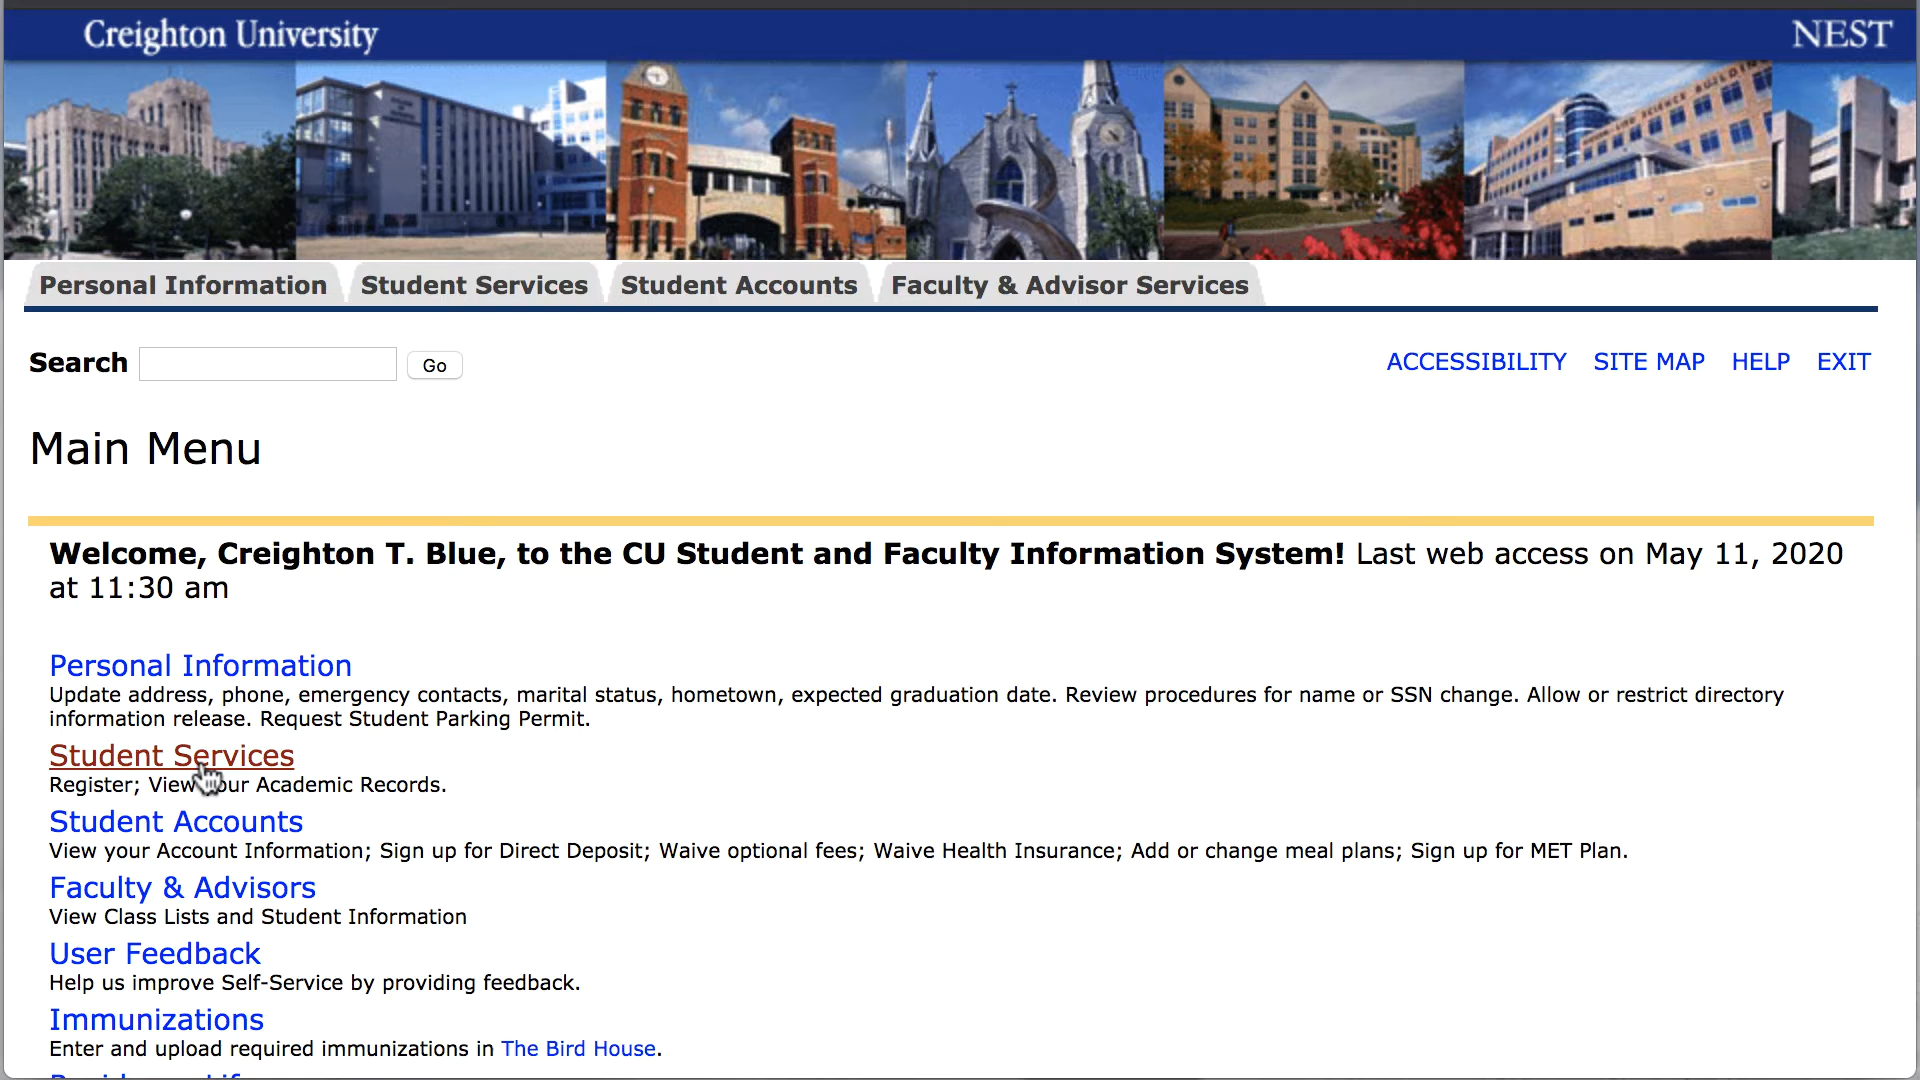 Creighton University
NEST
Personal Information
Student Services
Student Accounts
Faculty & Advisor Services
Search
Go
ACCESSIBILITY
SITE MAP
HELP
EXIT
Main Menu
Welcome, Creighton T. Blue, to the CU Student and Faculty Information System! Last web access on May 11, 2020
at 11:30 am
Personal Information
Update address, phone, emergency contacts, marital status, hometown, expected graduation date. Review procedures for name or SSN change. Allow or restrict directory
information release. Request Student Parking Permit.
Student Services
Register; View your Academic Records.
Student Accounts
View your Account Information; Sign up for Direct Deposit; Waive optional fees; Waive Health Insurance; Add or change meal plans; Sign up for MET Plan.
Faculty & Advisors
View Class Lists and Student Information
User Feedback
Help us improve Self-Service by providing feedback.
Immunizations
Enter and upload required immunizations in The Bird House.